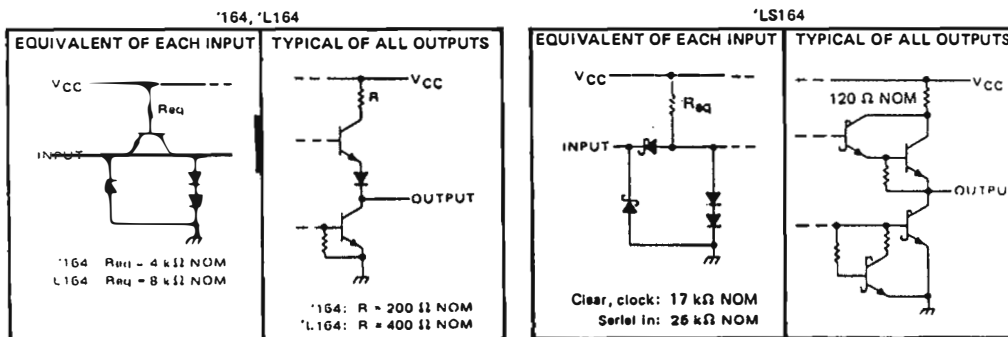 '164, 'L164
EQUIVALENT OF EACH INPUT
VCC
Req
INPUT
'164 Req = 4 kΩ NOM
L164 Req = 8 kΩ NOM
TYPICAL OF ALL OUTPUTS
VCC
R
OUTPUT
'164: R = 200 Ω NOM
'L164: R = 400 Ω NOM
'LS164
EQUIVALENT OF EACH INPUT
VCC
Req
INPUT
Clear, clock: 17 kΩ NOM
Serial in: 25 kΩ NOM
TYPICAL OF ALL OUTPUTS
VCC
120 Ω NOM
OUTPU